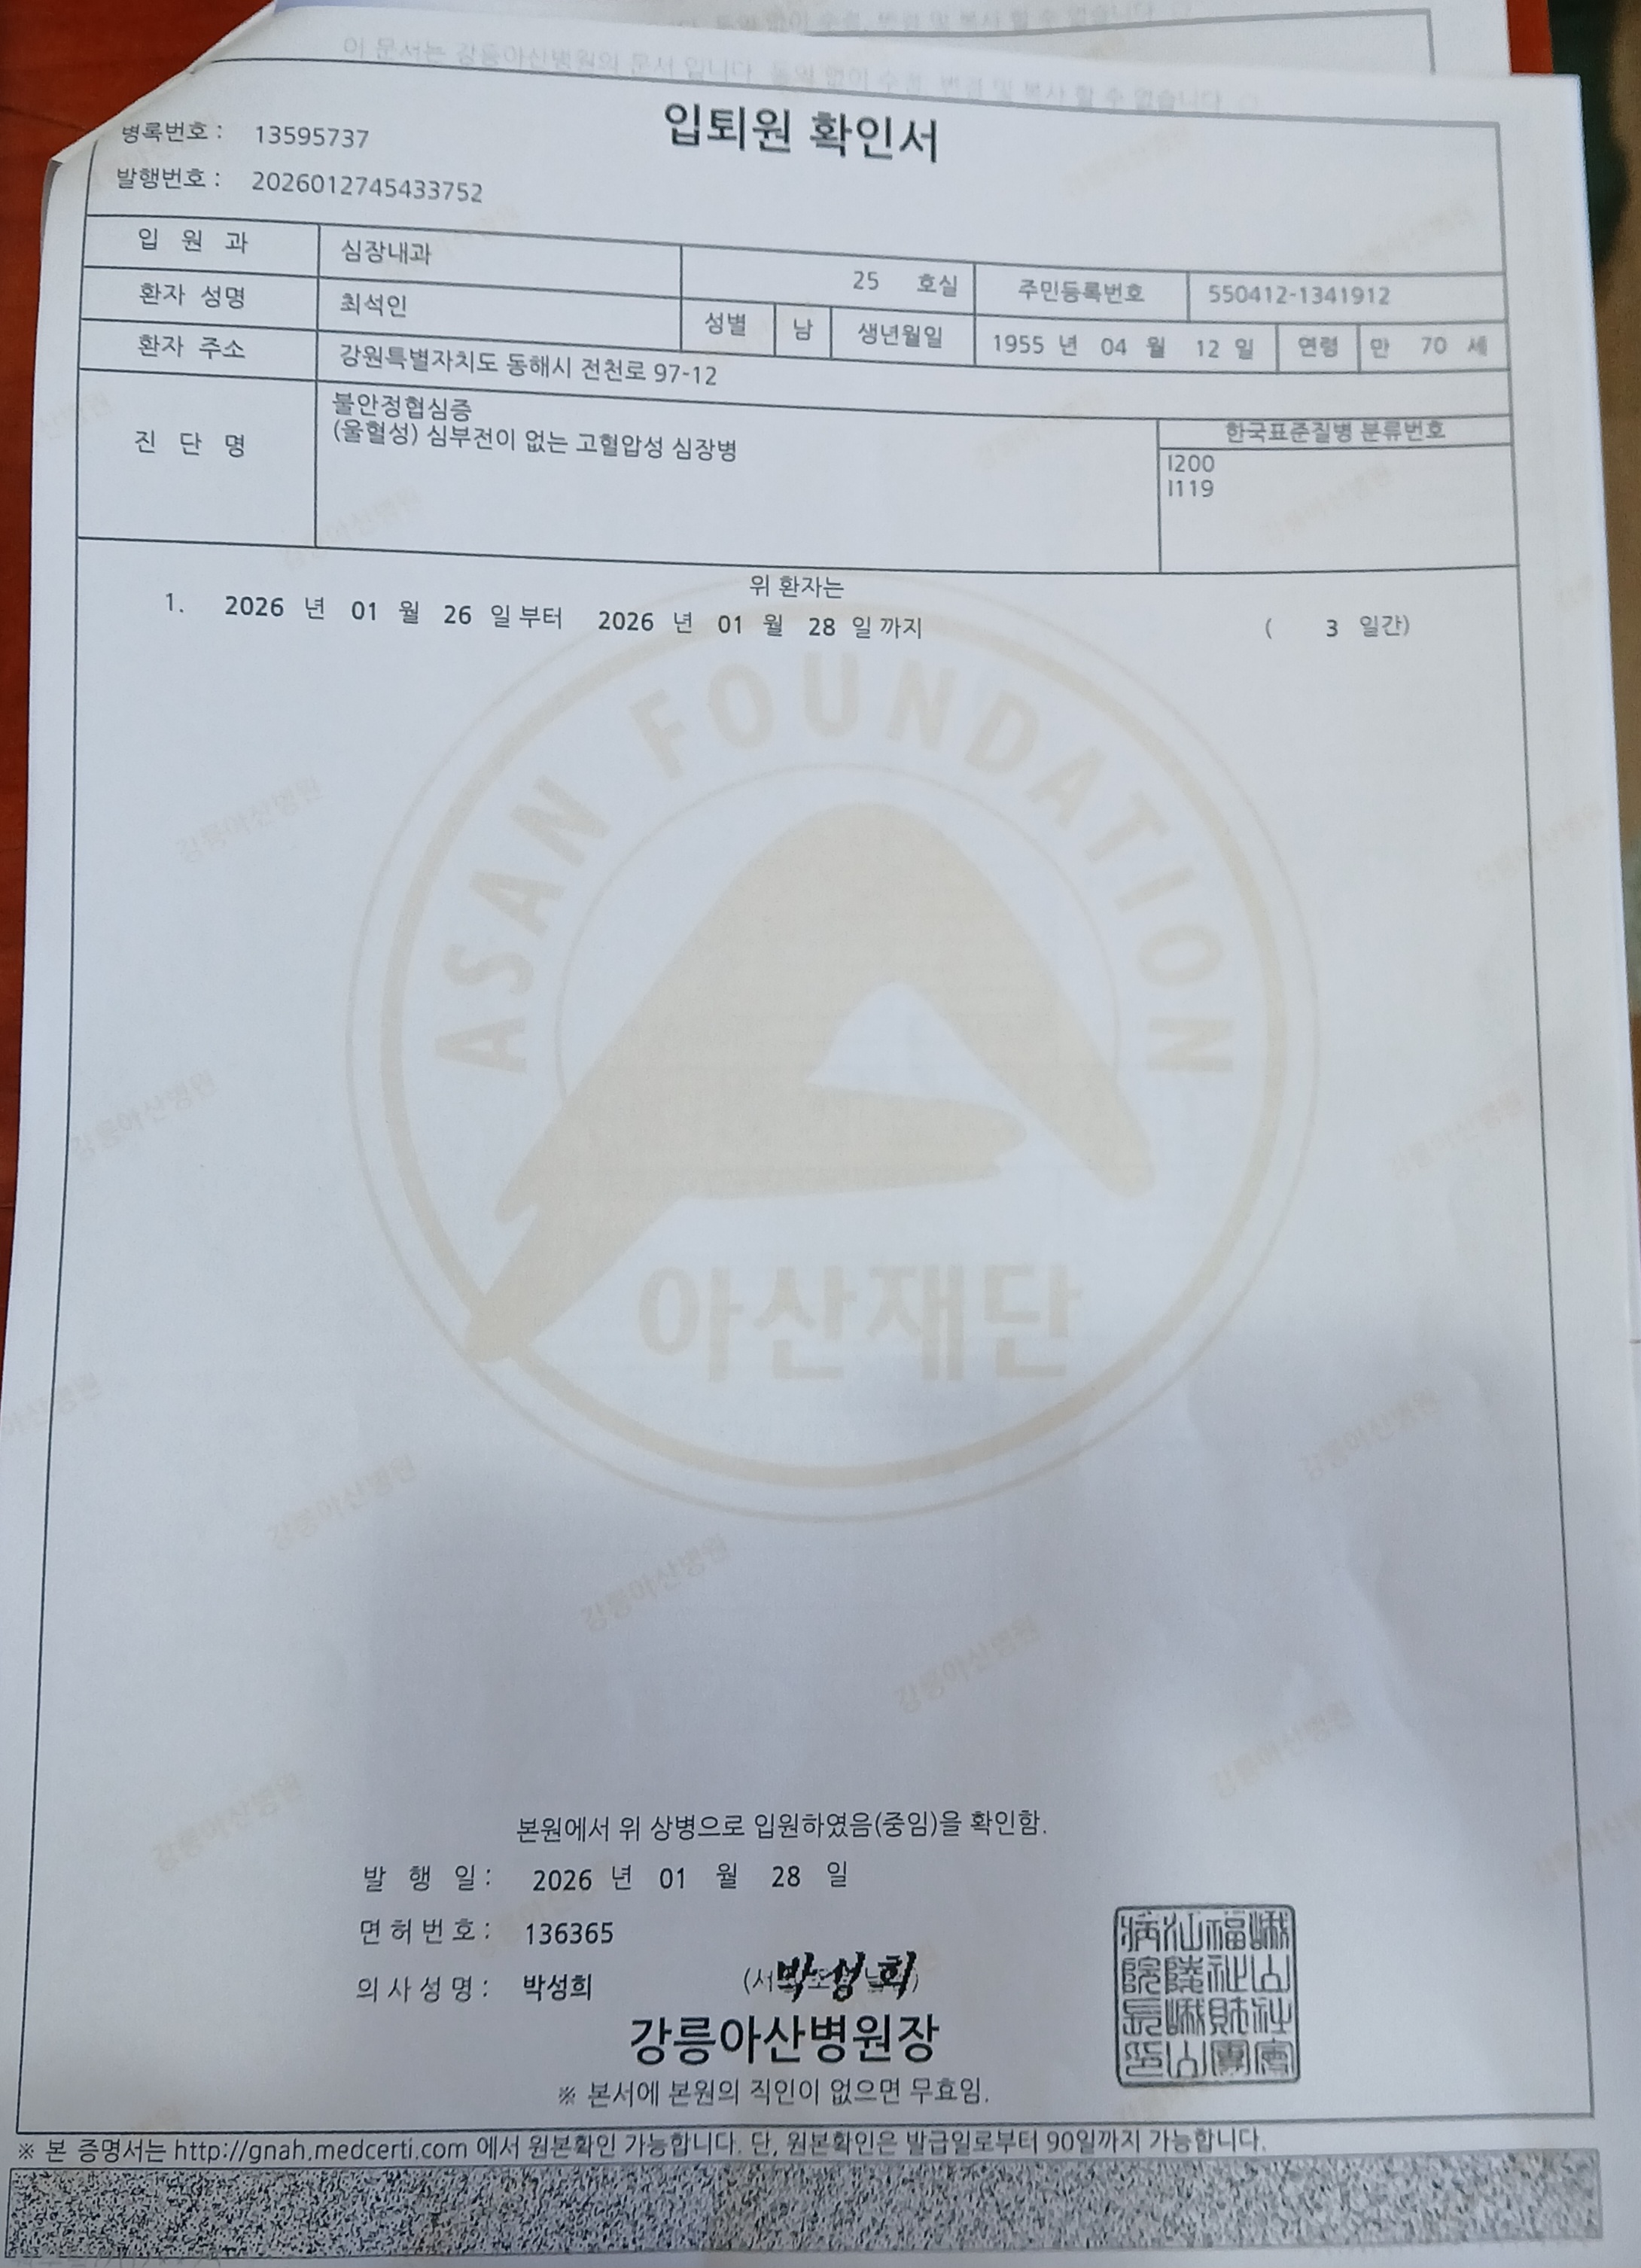 이 문서는 강릉아산병원의 문서 입니다. 동의 없이 수정, 변경 및 복사 할 수 없습니다.
입퇴원 확인서
병록번호 : 13595737
발행번호 : 2026012745433752
입 원 과 심장내과 25 호실 주민등록번호 550412-1341912
환자 성명 최석인 성별 남 생년월일 1955 년 04 월 12 일 연령 만 70 세
환자 주소 강원특별자치도 동해시 전천로 97-12
진 단 명 불안정협심증
(울혈성) 심부전이 없는 고혈압성 심장병
한국표준질병 분류번호
I200
I119
위 환자는
1. 2026 년 01 월 26 일 부터 2026 년 01 월 28 일 까지 ( 3 일간)
ASAN FOUNDATION
아산재단
본원에서 위 상병으로 입원하였음(중임)을 확인함.
발 행 일 : 2026 년 01 월 28 일
면 허 번 호 : 136365
의 사 성 명 : 박성희 박성희
강릉아산병원장
※ 본서에 본원의 직인이 없으면 무효임.
※ 본 증명서는 http://gnah.medcerti.com 에서 원본확인 가능합니다. 단, 원본확인은 발급일로부터 90일까지 가능합니다.
강릉아산병원